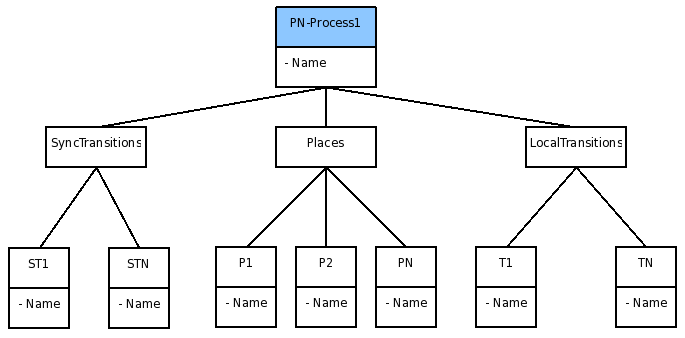 PN-Process1
- Name
SyncTransitions
Places
LocalTransitions
ST1
STN
P1
P2
PN
T1
TN
- Name
- Name
- Name
- Name
- Name
- Name
- Name